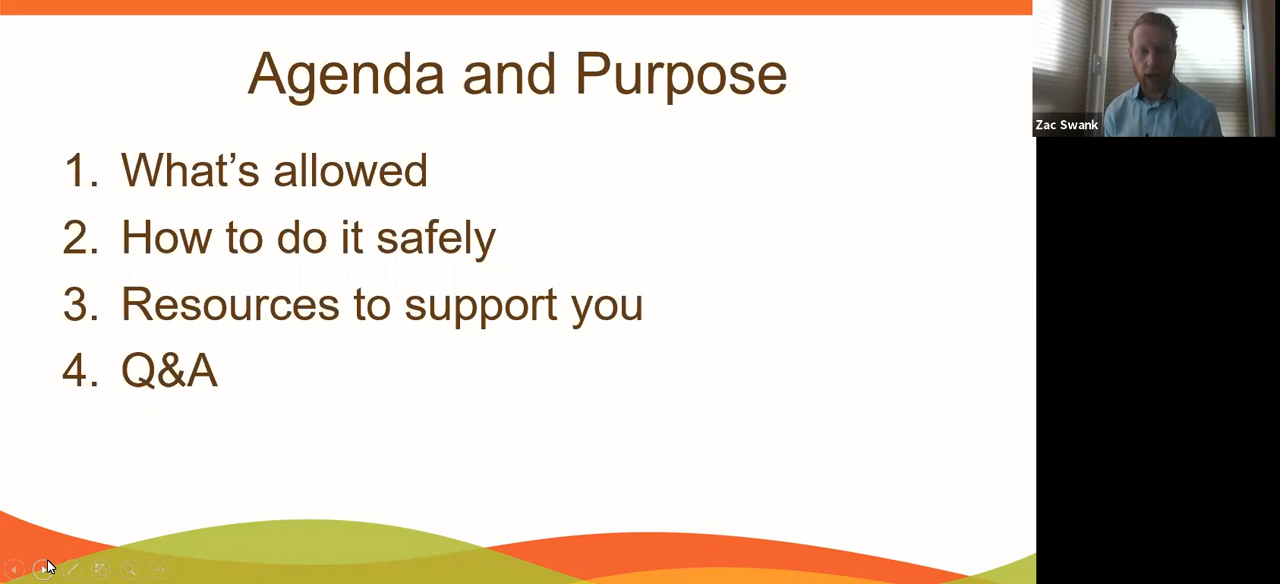 Agenda and Purpose
1. What’s allowed
2. How to do it safely
3. Resources to support you
4. Q&A
Zac Swank